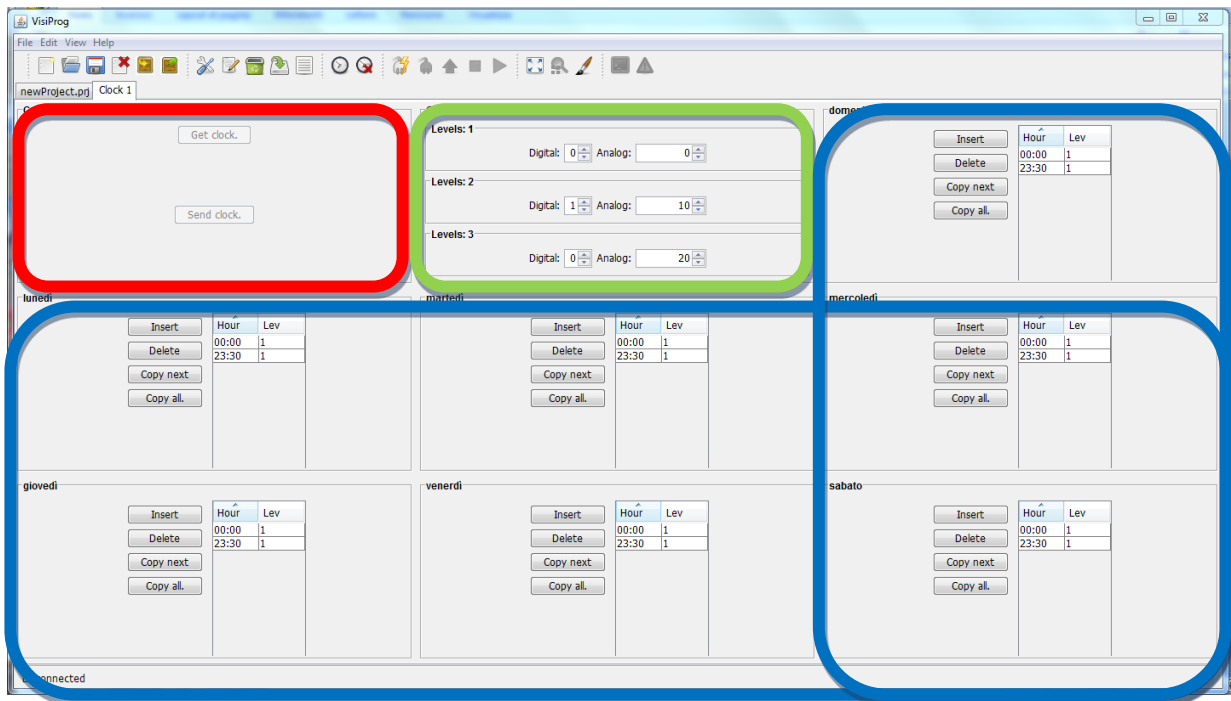 VisiProg
File Edit View Help
newProject.prj Clock 1
Get clock.
Send clock.
Levels: 1
Digital: 0 Analog: 0
Levels: 2
Digital: 1 Analog: 10
Levels: 3
Digital: 0 Analog: 20
Insert
Delete
Copy next
Copy all.
Hour Lev
00:00 1
23:30 1
lunedì
Insert
Delete
Copy next
Copy all.
Hour Lev
00:00 1
23:30 1
martedì
Insert
Delete
Copy next
Copy all.
Hour Lev
00:00 1
23:30 1
mercoledì
Insert
Delete
Copy next
Copy all.
Hour Lev
00:00 1
23:30 1
giovedì
Insert
Delete
Copy next
Copy all.
Hour Lev
00:00 1
23:30 1
venerdì
Insert
Delete
Copy next
Copy all.
Hour Lev
00:00 1
23:30 1
sabato
Insert
Delete
Copy next
Copy all.
Hour Lev
00:00 1
23:30 1